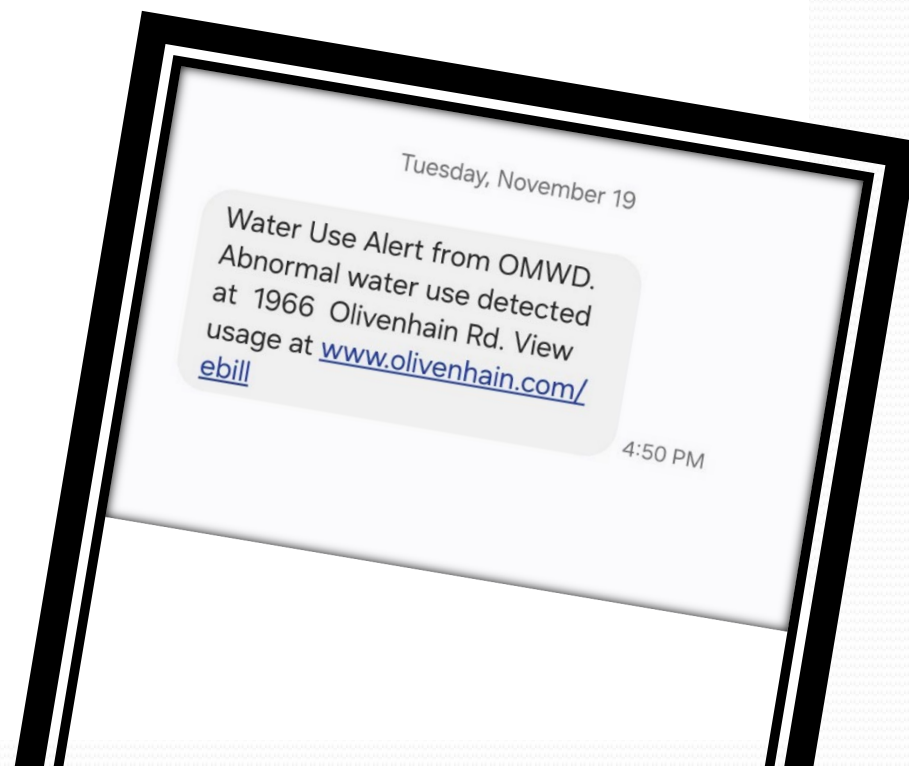 Tuesday, November 19
Water Use Alert from OMWD.
Abnormal water use detected
at 1966 Olivenhain Rd. View
usage at www.olivenhain.com/
ebill
4:50 PM